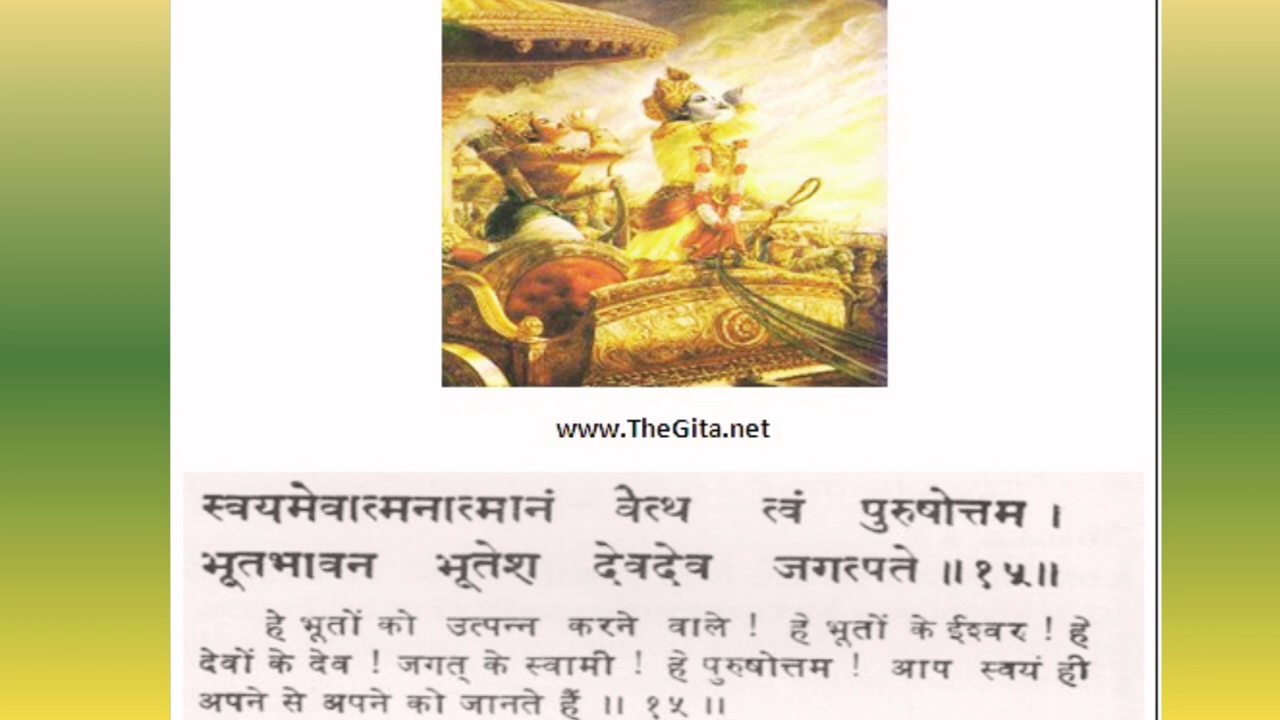 www.TheGita.net
स्वयमेवात्मनात्मानं वेत्थ त्वं पुरुषोत्तम ।
भूतभावन भूतेश देवदेव जगत्पते ॥१५॥
हे भूतों को उत्पन्न करने वाले ! हे भूतों के ईश्वर ! हे
देवों के देव ! जगत् के स्वामी ! हे पुरुषोत्तम ! आप स्वयं ही
अपने से अपने को जानते हैं ॥ १५ ॥